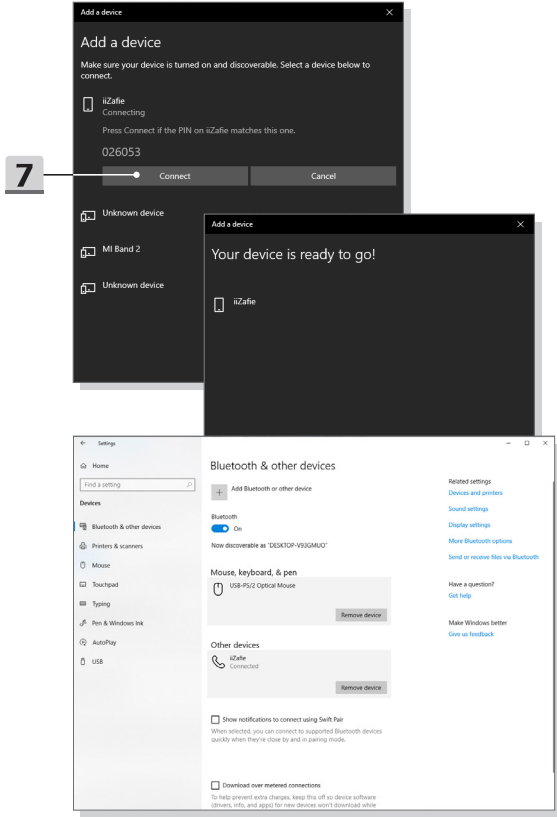 Add a device
Add a device
Make sure your device is turned on and discoverable. Select a device below to
connect.
iiZafie
Connecting
Press Connect if the PIN on iiZafie matches this one.
026053
7
Connect
Cancel
Unknown device
MI Band 2
Unknown device
Add a device
Your device is ready to go!
iiZafie
Settings
Home
Find a setting
Devices
Bluetooth & other devices
Printers & scanners
Mouse
Touchpad
Typing
Pen & Windows Ink
AutoPlay
USB
Bluetooth & other devices
Add Bluetooth or other device
Bluetooth
On
Now discoverable as "DESKTOP-V93GMUO"
Mouse, keyboard, & pen
USB-PS/2 Optical Mouse
Remove device
Other devices
iiZafie
Connected
Remove device
Show notifications to connect using Swift Pair
When selected, you can connect to supported Bluetooth devices
quickly when they're close by and in pairing mode.
Download over metered connections
To help prevent extra charges, keep this off so device software
(drivers, info, and apps) for new devices won't download while
Related settings
Devices and printers
Sound settings
Display settings
More Bluetooth options
Send or receive files via Bluetooth
Have a question?
Get help
Make Windows better
Give us feedback